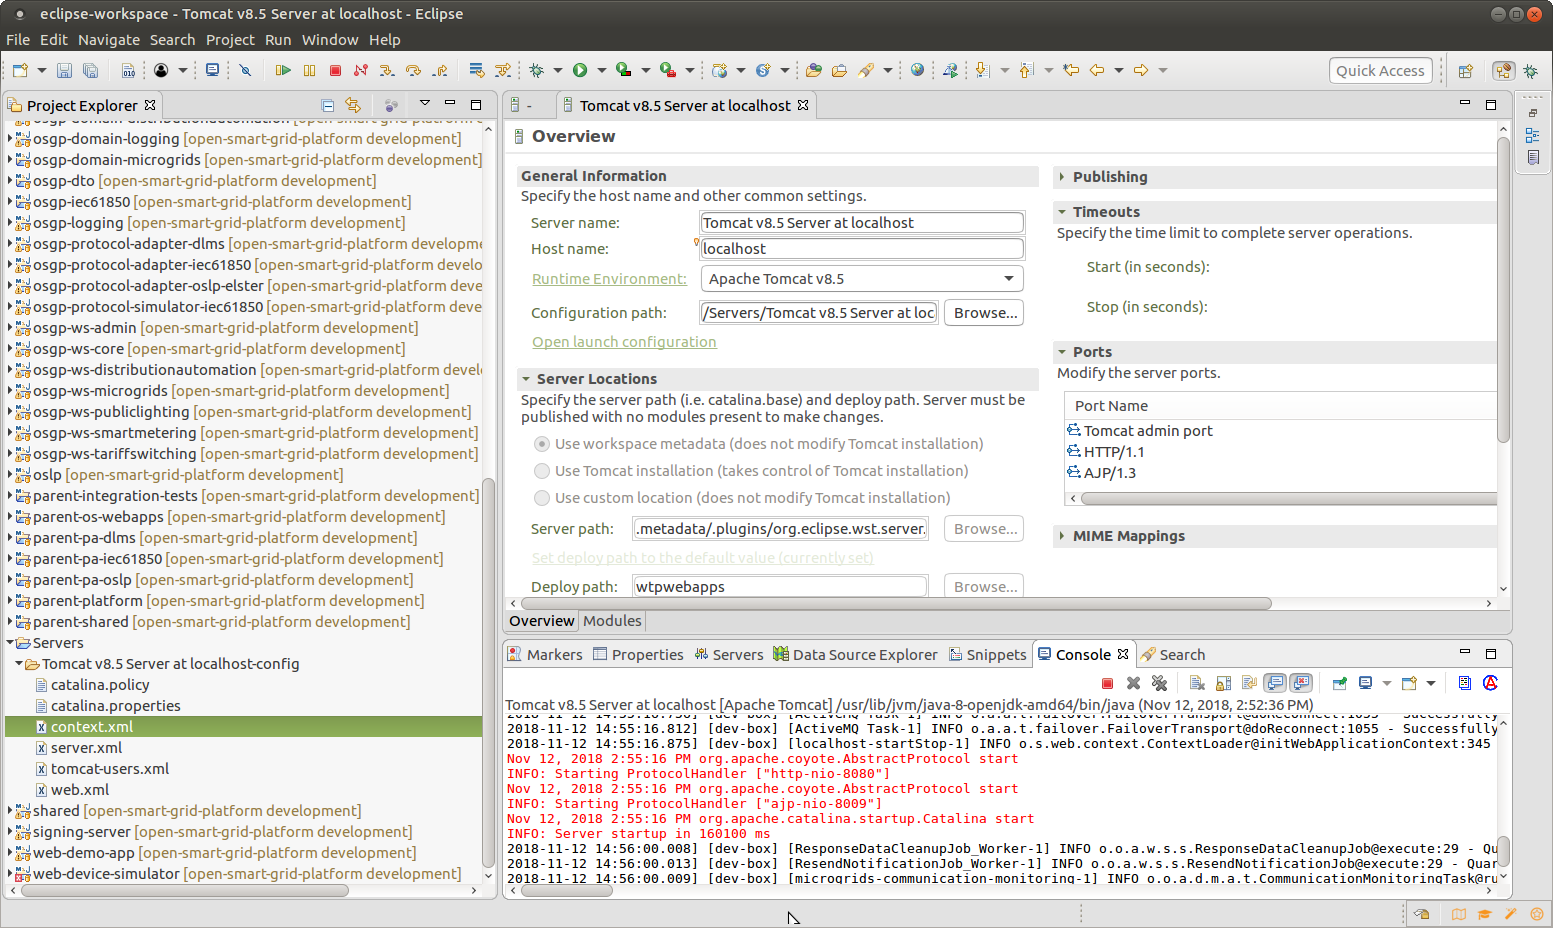 eclipse-workspace - Tomcat v8.5 Server at localhost - Eclipse
File Edit Navigate Search Project Run Window Help
Quick Access
Project Explorer
osgp-domain-distributionautomation [open-smart-grid-platform
osgp-domain-logging [open-smart-grid-platform development]
osgp-domain-microgrids [open-smart-grid-platform development]
osgp-dto [open-smart-grid-platform development]
osgp-iec61850 [open-smart-grid-platform development]
osgp-logging [open-smart-grid-platform development]
osgp-protocol-adapter-dlms [open-smart-grid-platform developme
osgp-protocol-adapter-iec61850 [open-smart-grid-platform develo
osgp-protocol-adapter-oslp-elster [open-smart-grid-platform deve
osgp-protocol-simulator-iec61850 [open-smart-grid-platform deve
osgp-ws-admin [open-smart-grid-platform development]
osgp-ws-core [open-smart-grid-platform development]
osgp-ws-distributionautomation [open-smart-grid-platform devel
osgp-ws-microgrids [open-smart-grid-platform development]
osgp-ws-publiclighting [open-smart-grid-platform development]
osgp-ws-smartmetering [open-smart-grid-platform development]
osgp-ws-tariffswitching [open-smart-grid-platform development]
oslp [open-smart-grid-platform development]
parent-integration-tests [open-smart-grid-platform development]
parent-os-webapps [open-smart-grid-platform development]
parent-pa-dlms [open-smart-grid-platform development]
parent-pa-iec61850 [open-smart-grid-platform development]
parent-pa-oslp [open-smart-grid-platform development]
parent-platform [open-smart-grid-platform development]
parent-shared [open-smart-grid-platform development]
Servers
Tomcat v8.5 Server at localhost-config
catalina.policy
catalina.properties
context.xml
server.xml
tomcat-users.xml
web.xml
shared [open-smart-grid-platform development]
signing-server [open-smart-grid-platform development]
web-demo-app [open-smart-grid-platform development]
web-device-simulator [open-smart-grid-platform development]
- Tomcat v8.5 Server at localhost
Overview
General Information
Specify the host name and other common settings.
Server name: Tomcat v8.5 Server at localhost
Host name: localhost
Runtime Environment: Apache Tomcat v8.5
Configuration path: /Servers/Tomcat v8.5 Server at loc Browse...
Open launch configuration
Server Locations
Specify the server path (i.e. catalina.base) and deploy path. Server must be
published with no modules present to make changes.
Use workspace metadata (does not modify Tomcat installation)
Use Tomcat installation (takes control of Tomcat installation)
Use custom location (does not modify Tomcat installation)
Server path: .metadata/.plugins/org.eclipse.wst.server. Browse...
Set deploy path to the default value (currently set)
Deploy path: wtpwebapps Browse...
Publishing
Timeouts
Specify the time limit to complete server operations.
Start (in seconds):
Stop (in seconds):
Ports
Modify the server ports.
Port Name
Tomcat admin port
HTTP/1.1
AJP/1.3
MIME Mappings
Overview Modules
Markers Properties Servers Data Source Explorer Snippets Console Search
Tomcat v8.5 Server at localhost [Apache Tomcat] /usr/lib/jvm/java-8-openjdk-amd64/bin/java (Nov 12, 2018, 2:52:36 PM)
2018-11-12 14:55:16.796] [dev-box] [ActiveMQ Task-1] INFO o.a.a.t.failover.FailoverTransport@doReconnect:1055 - Successfully
2018-11-12 14:55:16.812] [dev-box] [ActiveMQ Task-1] INFO o.a.a.t.failover.FailoverTransport@doReconnect:1055 - Successfully
2018-11-12 14:55:16.875] [dev-box] [localhost-startStop-1] INFO o.s.web.context.ContextLoader@initWebApplicationContext:345
Nov 12, 2018 2:55:16 PM org.apache.coyote.AbstractProtocol start
INFO: Starting ProtocolHandler ["http-nio-8080"]
Nov 12, 2018 2:55:16 PM org.apache.coyote.AbstractProtocol start
INFO: Starting ProtocolHandler ["ajp-nio-8009"]
Nov 12, 2018 2:55:16 PM org.apache.catalina.startup.Catalina start
INFO: Server startup in 160100 ms
2018-11-12 14:56:00.008] [dev-box] [ResponseDataCleanupJob_Worker-1] INFO o.o.a.w.s.s.ResponseDataCleanupJob@execute:29 - Qu
2018-11-12 14:56:00.013] [dev-box] [ResendNotificationJob_Worker-1] INFO o.o.a.w.s.s.ResendNotificationJob@execute:29 - Quar
2018-11-12 14:56:00.009] [dev-box] [microgrids-communication-monitoring-1] INFO o.o.a.d.m.a.t.CommunicationMonitoringTask@ru